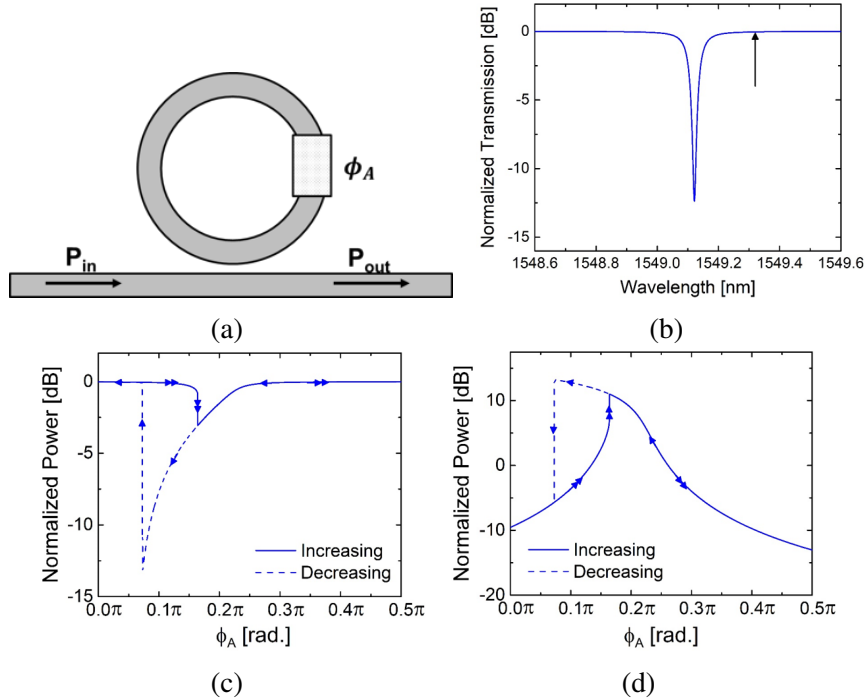 ϕA
Pin
Pout
(a)
Normalized Transmission [dB]
0
-5
-10
-15
1548.6 1548.8 1549.0 1549.2 1549.4 1549.6
Wavelength [nm]
(b)
Normalized Power [dB]
0
-5
-10
-15
Increasing
Decreasing
0.0π 0.1π 0.2π 0.3π 0.4π 0.5π
ϕA [rad.]
(c)
Normalized Power [dB]
10
0
-10
-20
Increasing
Decreasing
0.0π 0.1π 0.2π 0.3π 0.4π 0.5π
ϕA [rad.]
(d)